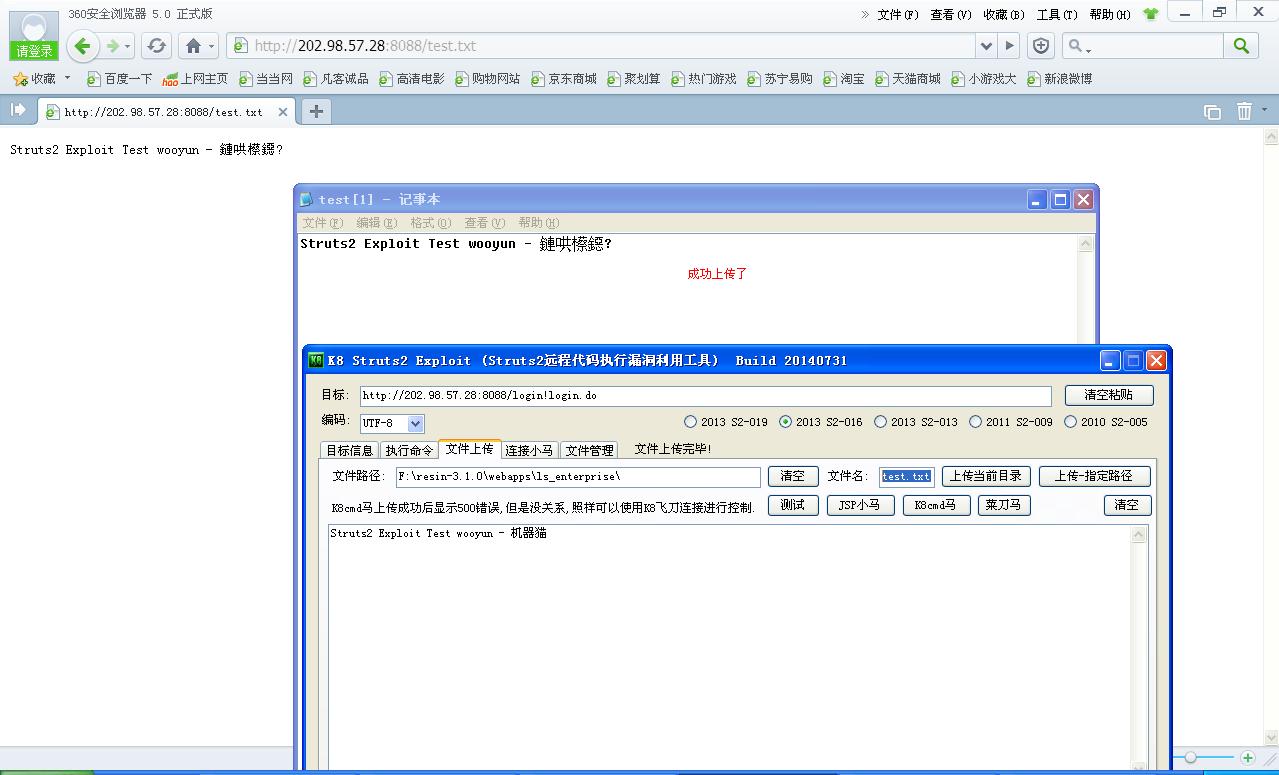 360安全浏览器 5.0 正式版
» 文件(F) 查看(V) 收藏(B) 工具(T) 帮助(H)
请登录
http://202.98.57.28:8088/test.txt
收藏 百度一下 上网主页 当当网 凡客诚品 高清电影 购物网站 京东商城 聚划算 热门游戏 苏宁易购 淘宝 天猫商城 小游戏大 新浪微博
http://202.98.57.28:8088/test.txt
Struts2 Exploit Test wooyun - 鏈哄櫒鐚?
test[1] - 记事本
文件(F) 编辑(E) 格式(O) 查看(V) 帮助(H)
Struts2 Exploit Test wooyun - 鏈哄櫒鐚?
成功上传了
K8 Struts2 Exploit (Struts2远程代码执行漏洞利用工具) Build 20140731
目标: http://202.98.57.28:8088/login!login.do 清空粘贴
编码: UTF-8 2013 S2-019 2013 S2-016 2013 S2-013 2011 S2-009 2010 S2-005
目标信息 执行命令 文件上传 连接小马 文件管理 文件上传完毕!
文件路径: F:\resin-3.1.0\webapps\ls_enterprise\ 清空 文件名: test.txt 上传当前目录 上传-指定路径
K8cmd马上传成功后显示500错误,但是没关系,照样可以使用K8飞刀连接进行控制. 测试 JSP小马 K8cmd马 菜刀马 清空
Struts2 Exploit Test wooyun - 机器猫